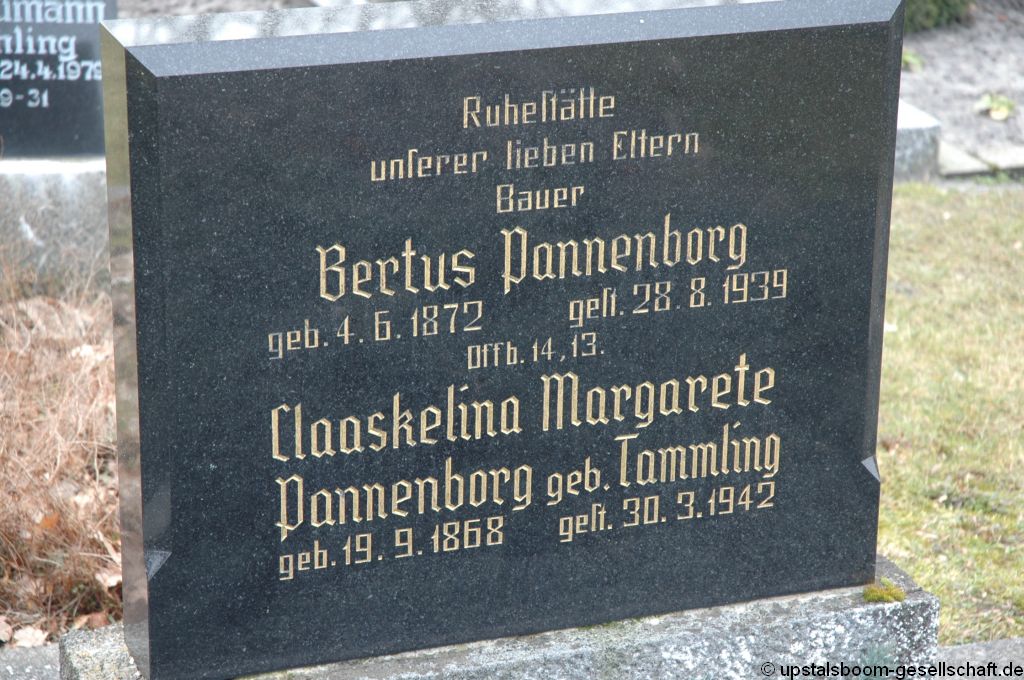 umann
nling
24.4.1979
9-31
Ruheſtätte
unſerer lieben Eltern
Bauer
Bertus Pannenborg
geb. 4. 6. 1872 geſt. 28. 8. 1939
Offb. 14, 13.
Claaskelina Margarete
Pannenborg geb. Tammling
geb. 19. 9. 1868 geſt. 30. 3. 1942
© upstalsboom-gesellschaft.de